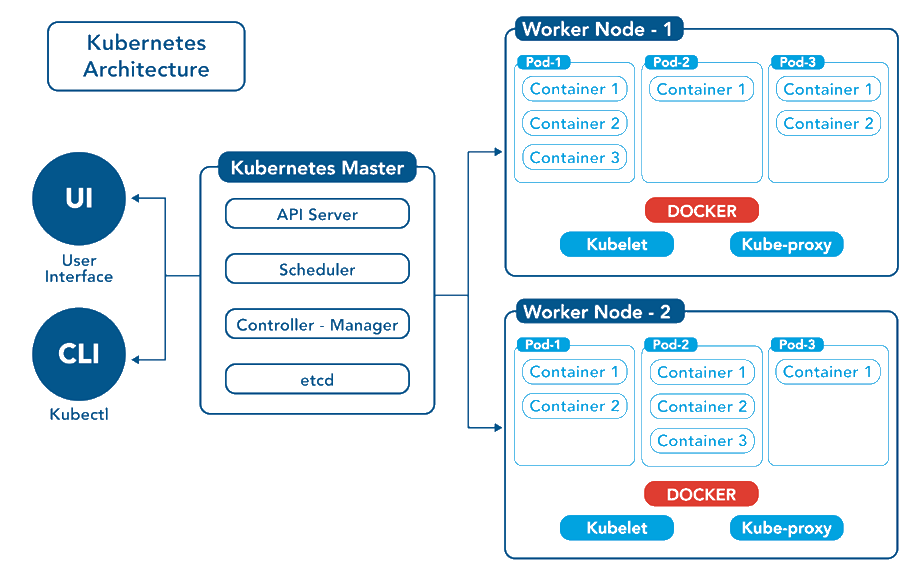 Kubernetes
Architecture
UI
User
Interface
CLI
Kubectl
Kubernetes Master
API Server
Scheduler
Controller - Manager
etcd
Worker Node - 1
Pod-1
Container 1
Container 2
Container 3
Pod-2
Container 1
Pod-3
Container 1
Container 2
DOCKER
Kubelet
Kube-proxy
Worker Node - 2
Pod-1
Container 1
Container 2
Pod-2
Container 1
Container 2
Container 3
Pod-3
Container 1
DOCKER
Kubelet
Kube-proxy